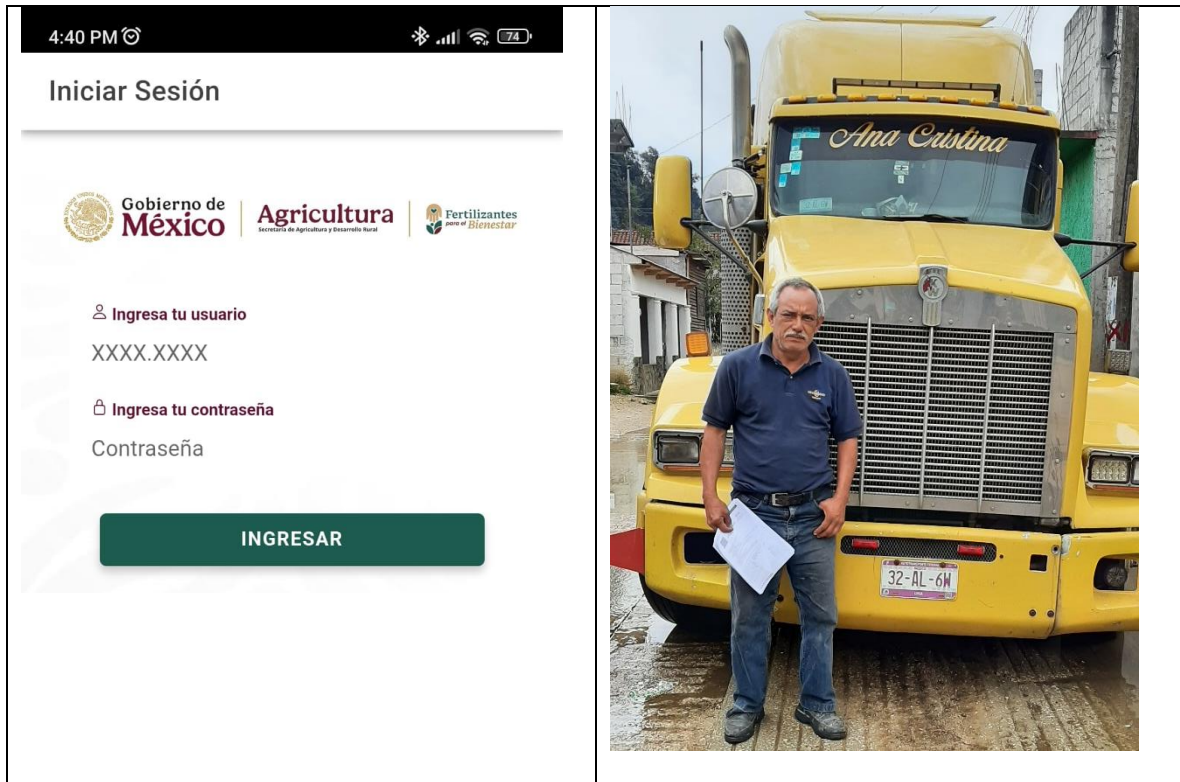 4:40 PM
74
Iniciar Sesión
Gobierno de
México
Agricultura
Secretaría de Agricultura y Desarrollo Rural
Fertilizantes
para el Bienestar
Ingresa tu usuario
XXXX.XXXX
Ingresa tu contraseña
Contraseña
INGRESAR
Ana Cristina
32-AL-6W